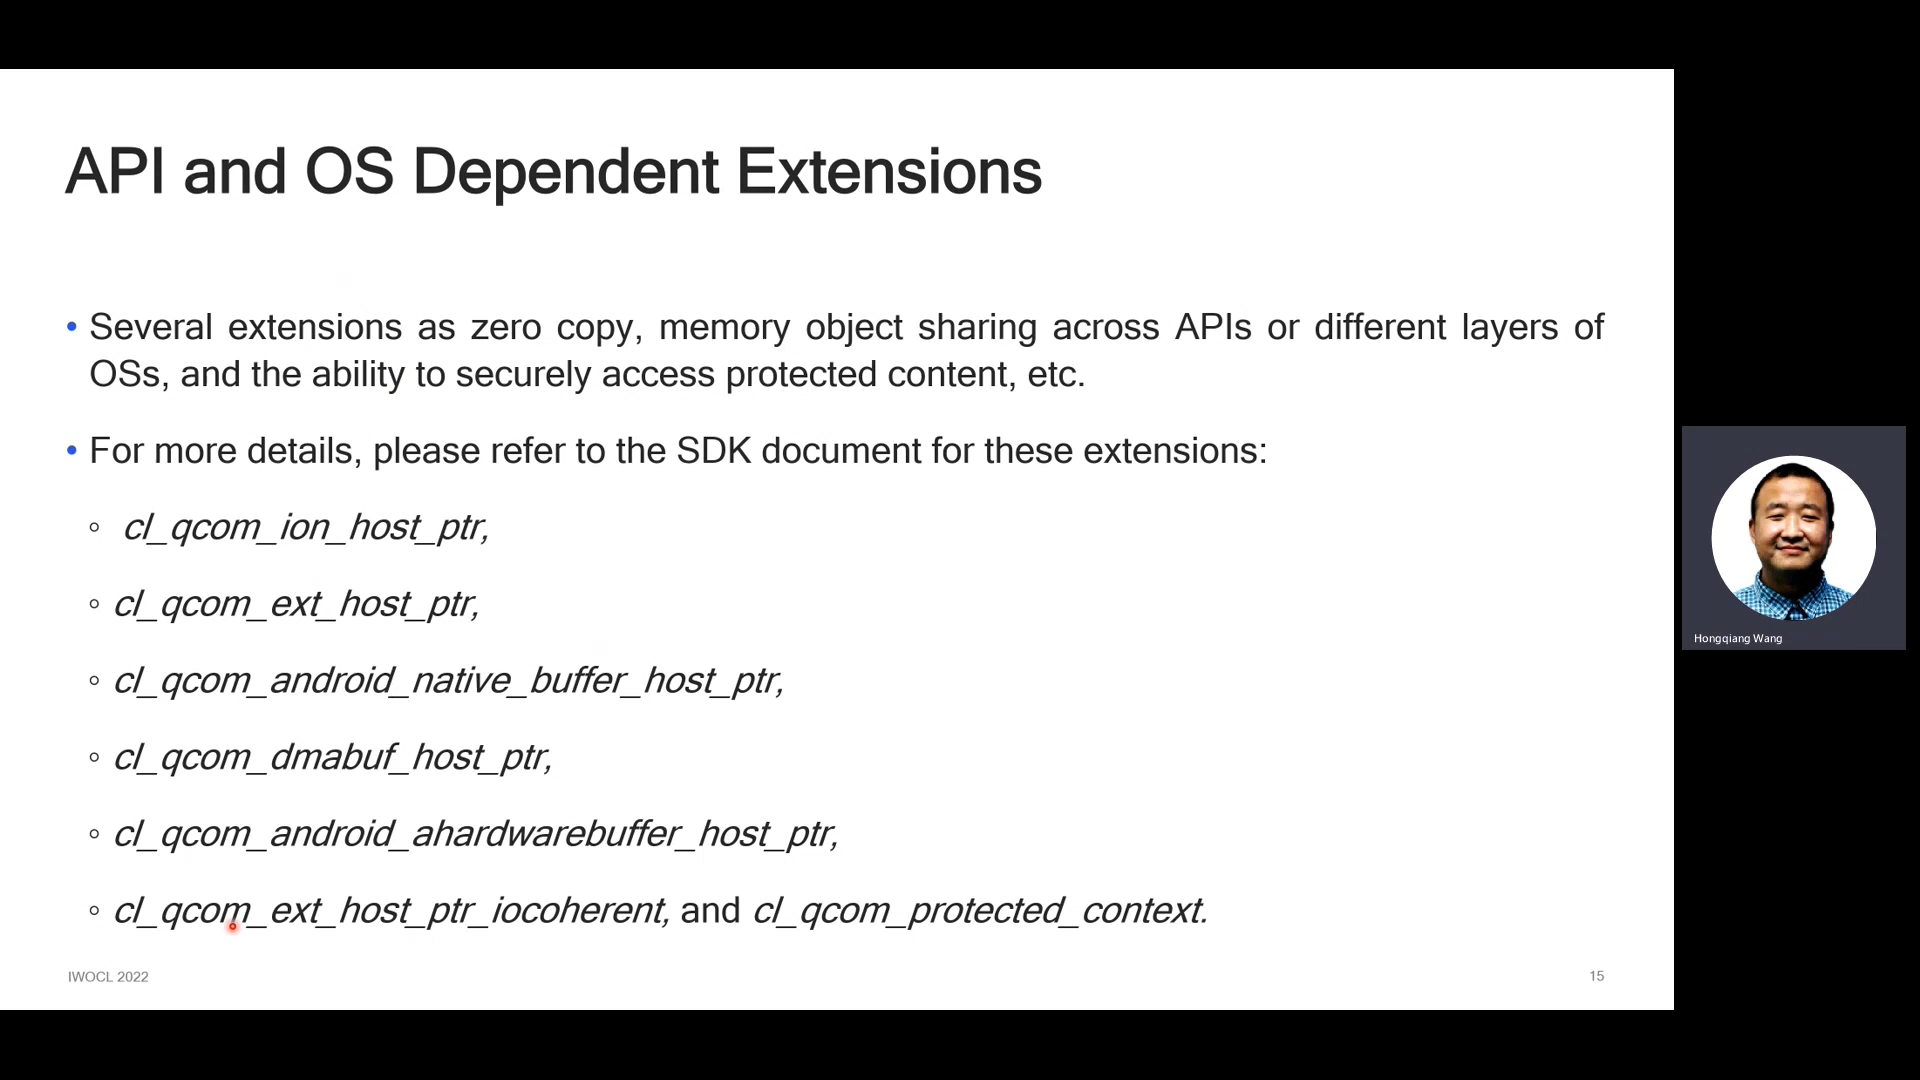 API and OS Dependent Extensions
• Several extensions as zero copy, memory object sharing across APIs or different layers of
OSs, and the ability to securely access protected content, etc.
• For more details, please refer to the SDK document for these extensions:
◦ cl_qcom_ion_host_ptr,
◦ cl_qcom_ext_host_ptr,
◦ cl_qcom_android_native_buffer_host_ptr,
◦ cl_qcom_dmabuf_host_ptr,
◦ cl_qcom_android_ahardwarebuffer_host_ptr,
◦ cl_qcom_ext_host_ptr_iocoherent, and cl_qcom_protected_context.
IWOCL 2022
15
Hongqiang Wang